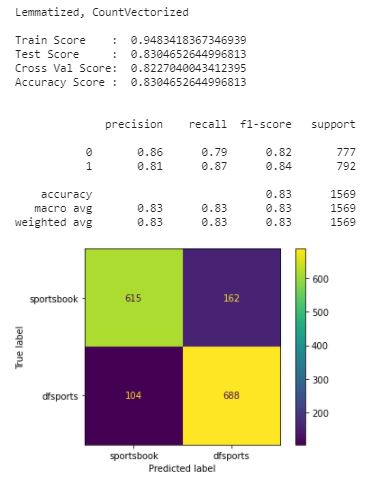 Lemmatized, CountVectorized
Train Score    :  0.9483418367346939
Test Score     :  0.8304652644996813
Cross Val Score:  0.8227040043412395
Accuracy Score :  0.8304652644996813
precision    recall  f1-score   support
0       0.86      0.79      0.82       777
1       0.81      0.87      0.84       792
accuracy                           0.83      1569
macro avg       0.83      0.83      0.83      1569
weighted avg       0.83      0.83      0.83      1569
sportsbook 615 162
dfsports 104 688
sportsbook dfsports
True label
Predicted label
600
500
400
300
200